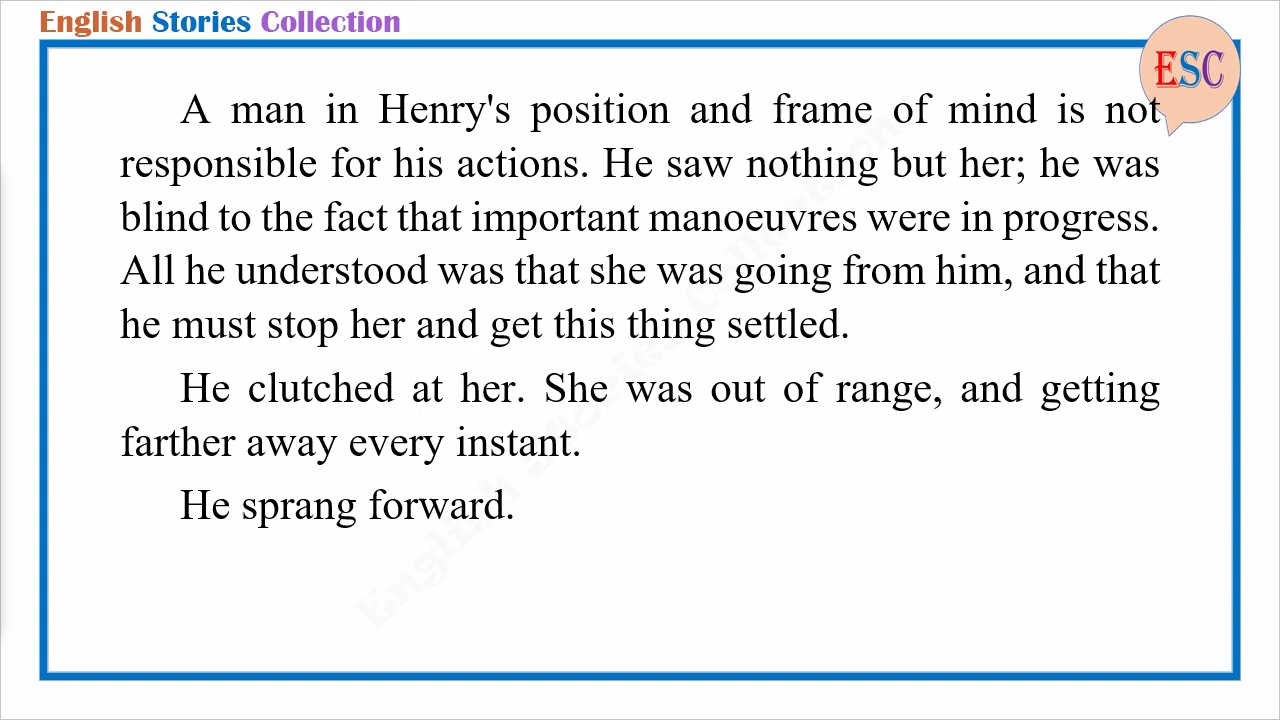 English Stories Collection
ESC
A man in Henry's position and frame of mind is not
responsible for his actions. He saw nothing but her; he was
blind to the fact that important manoeuvres were in progress.
All he understood was that she was going from him, and that
he must stop her and get this thing settled.
He clutched at her. She was out of range, and getting
farther away every instant.
He sprang forward.
English Stories Collection